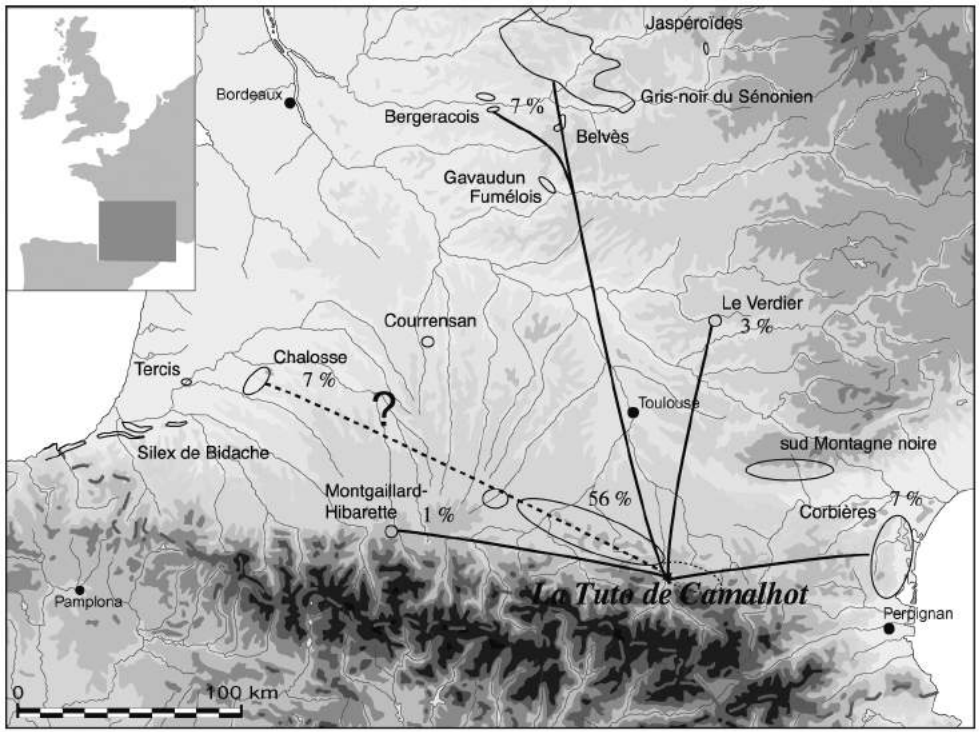 Jaspéroïdes
Bordeaux
Gris-noir du Sénonien
7 %
Bergeracois
Belvès
Gavaudun
Fumélois
Le Verdier
3 %
Courrensan
Chalosse
7 %
Tercis
?
Toulouse
Silex de Bidache
sud Montagne noire
Montgaillard-
Hibarette
1 %
56 %
7 %
Corbières
La Tuto de Camalhot
Pamplona
Perpignan
0
100 km